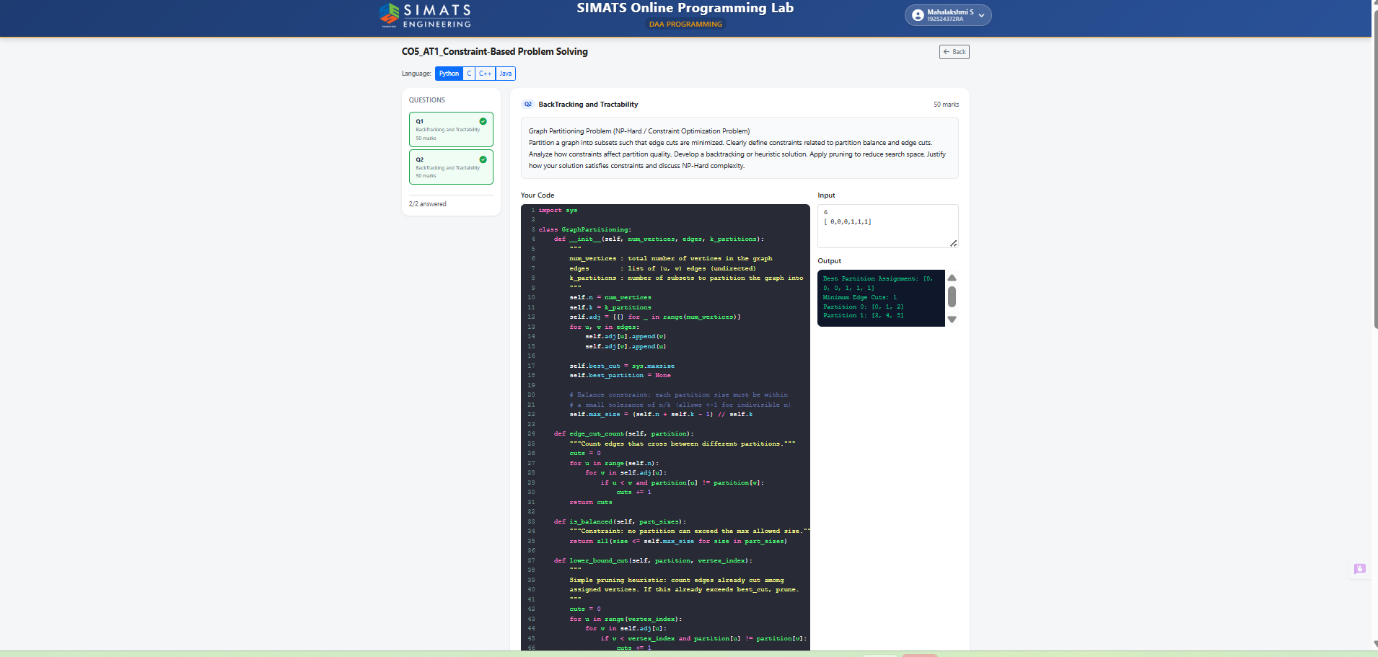 SIMATS
ENGINEERING
SIMATS Online Programming Lab
DAA PROGRAMMING
Mahalakshmi S
192524372RA
CO5_AT1_Constraint-Based Problem Solving
← Back
Language: Python C C++ Java
QUESTIONS
Q1
BackTracking and Tractability
50 marks
Q2
BackTracking and Tractability
50 marks
2/2 answered
Q2 BackTracking and Tractability
50 marks
Graph Partitioning Problem (NP-Hard / Constraint Optimization Problem)
Partition a graph into subsets such that edge cuts are minimized. Clearly define constraints related to partition balance and edge cuts.
Analyze how constraints affect partition quality. Develop a backtracking or heuristic solution. Apply pruning to reduce search space. Justify
how your solution satisfies constraints and discuss NP-Hard complexity.
Your Code
1 import sys
2
3 class GraphPartitioning:
4 def __init__(self, num_vertices, edges, k_partitions):
5 """
6 num_vertices : total number of vertices in the graph
7 edges : list of (u, v) edges (undirected)
8 k_partitions : number of subsets to partition the graph into
9 """
10 self.n = num_vertices
11 self.k = k_partitions
12 self.adj = [[] for _ in range(num_vertices)]
13 for u, v in edges:
14 self.adj[u].append(v)
15 self.adj[v].append(u)
16
17 self.best_cut = sys.maxsize
18 self.best_partition = None
19
20 # Balance constraint: each partition size must be within
21 # a small tolerance of n/k (allows +-1 for indivisible n)
22 self.max_size = (self.n + self.k - 1) // self.k
23
24 def edge_cut_count(self, partition):
25 """Count edges that cross between different partitions."""
26 cuts = 0
27 for u in range(self.n):
28 for v in self.adj[u]:
29 if u < v and partition[u] != partition[v]:
30 cuts += 1
31 return cuts
32
33 def is_balanced(self, part_sizes):
34 """Constraint: no partition can exceed the max allowed size."""
35 return all(size <= self.max_size for size in part_sizes)
36
37 def lower_bound_cut(self, partition, vertex_index):
38 """
39 Simple pruning heuristic: count edges already cut among
40 assigned vertices. If this already exceeds best_cut, prune.
41 """
42 cuts = 0
43 for u in range(vertex_index):
44 for v in self.adj[u]:
45 if v < vertex_index and partition[u] != partition[v]:
46 cuts += 1
Input
6
[ 0,0,0,1,1,1]
Output
Best Partition Assignment: [0,
0, 0, 1, 1, 1]
Minimum Edge Cuts: 1
Partition 0: [0, 1, 2]
Partition 1: [3, 4, 5]